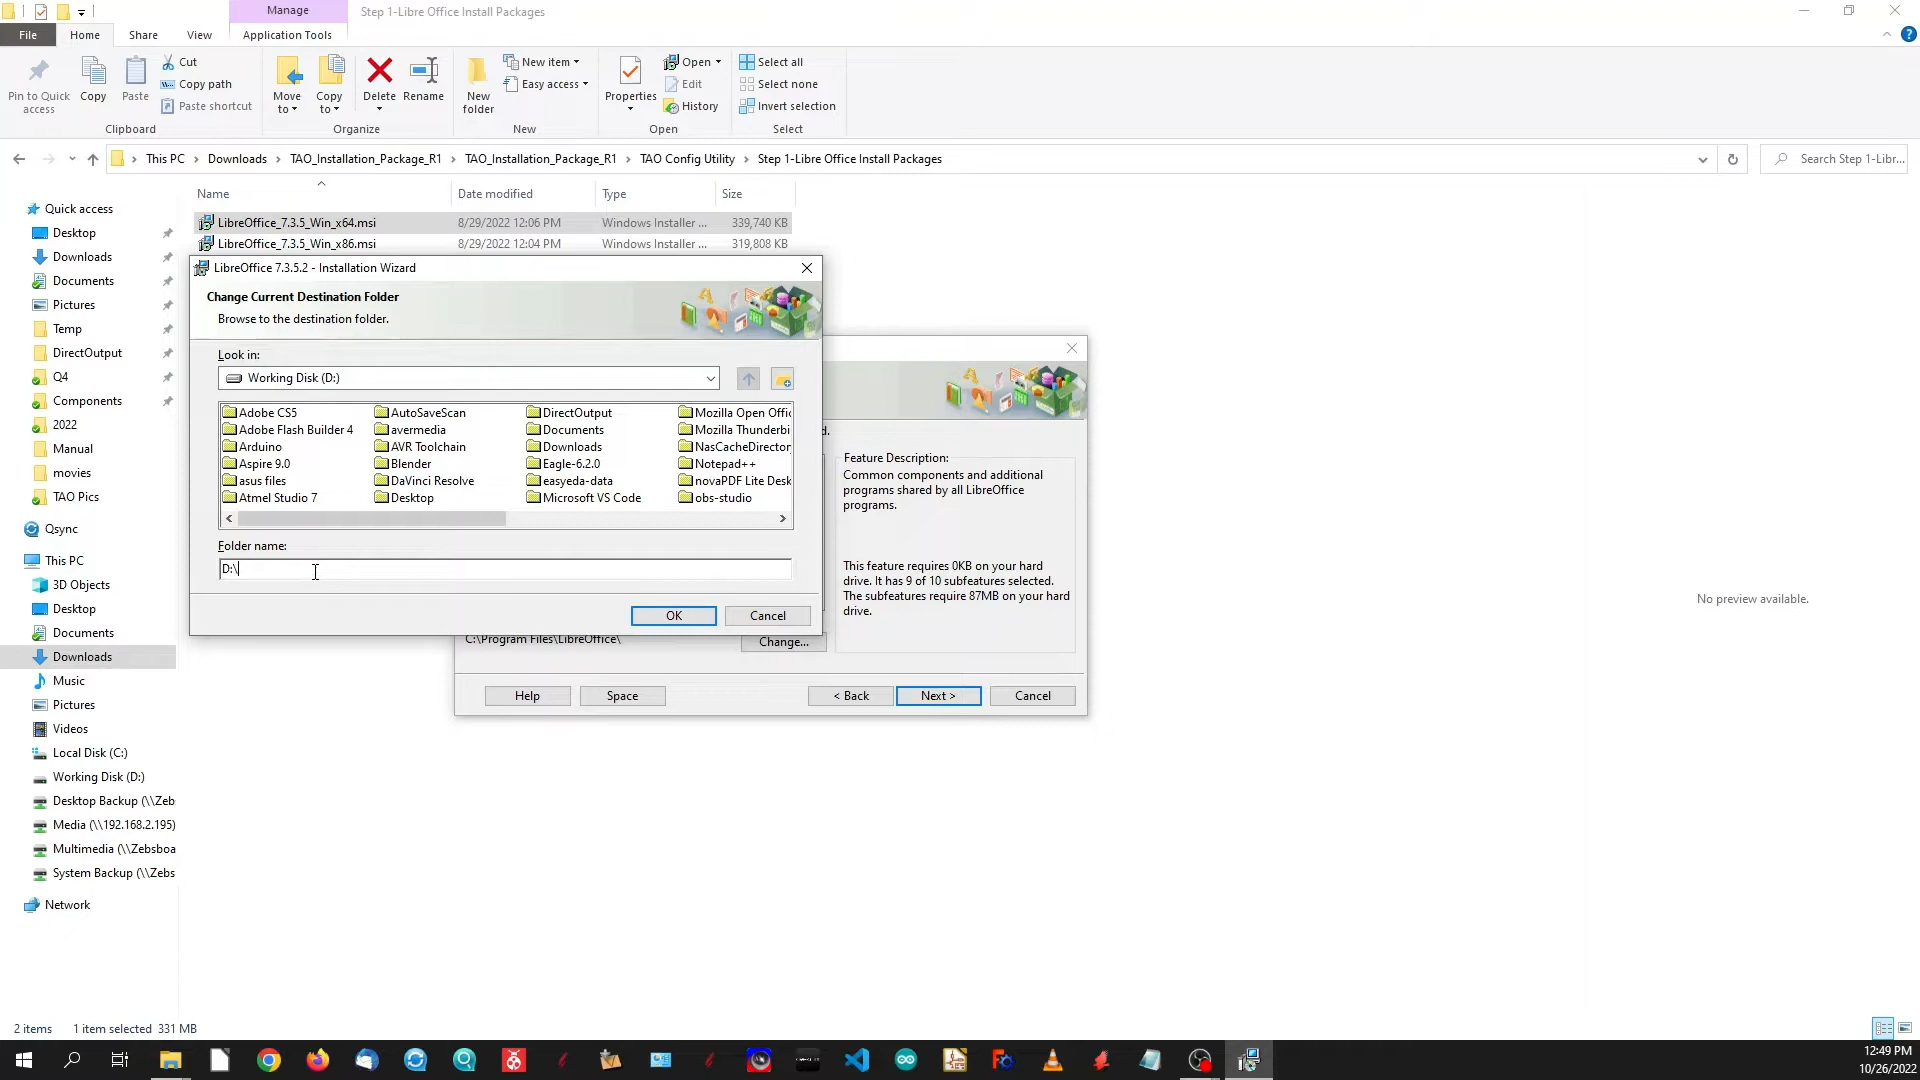 Manage
Step 1-Libre Office Install Packages
File
Home
Share
View
Application Tools
?
Pin to Quick access
Copy
Paste
Cut
Copy path
Paste shortcut
Clipboard
Move to
Copy to
Delete
Rename
Organize
New folder
New item
Easy access
New
Properties
Open
Edit
History
Open
Select all
Select none
Invert selection
Select
This PC > Downloads > TAO_Installation_Package_R1 > TAO_Installation_Package_R1 > TAO Config Utility > Step 1-Libre Office Install Packages
Search Step 1-Libr...
Name
Date modified
Type
Size
LibreOffice_7.3.5_Win_x64.msi 8/29/2022 12:06 PM Windows Installer ... 339,740 KB
LibreOffice_7.3.5_Win_x86.msi 8/29/2022 12:04 PM Windows Installer ... 319,808 KB
Quick access
Desktop
Downloads
Documents
Pictures
Temp
DirectOutput
Q4
Components
2022
Manual
movies
TAO Pics
Qsync
This PC
3D Objects
Desktop
Documents
Downloads
Music
Pictures
Videos
Local Disk (C:)
Working Disk (D:)
Desktop Backup (\\Zeb
Media (\\192.168.2.195)
Multimedia (\\Zebsboa
System Backup (\\Zebs
Network
LibreOffice 7.3.5.2 - Installation Wizard
Change Current Destination Folder
Browse to the destination folder.
Look in:
Working Disk (D:)
Adobe CS5
Adobe Flash Builder 4
Arduino
Aspire 9.0
asus files
Atmel Studio 7
AutoSaveScan
avermedia
AVR Toolchain
Blender
DaVinci Resolve
Desktop
DirectOutput
Documents
Downloads
Eagle-6.2.0
easyeda-data
Microsoft VS Code
Mozilla Open Offic
Mozilla Thunderbi
NasCacheDirector
Notepad++
novaPDF Lite Desk
obs-studio
Folder name:
D:\
OK
Cancel
d.
Feature Description:
Common components and additional
programs shared by all LibreOffice
programs.
This feature requires 0KB on your hard
drive. It has 9 of 10 subfeatures selected.
The subfeatures require 87MB on your hard
drive.
C:\Program Files\LibreOffice\
Change...
Help
Space
< Back
Next >
Cancel
No preview available.
2 items
1 item selected 331 MB
12:49 PM
10/26/2022